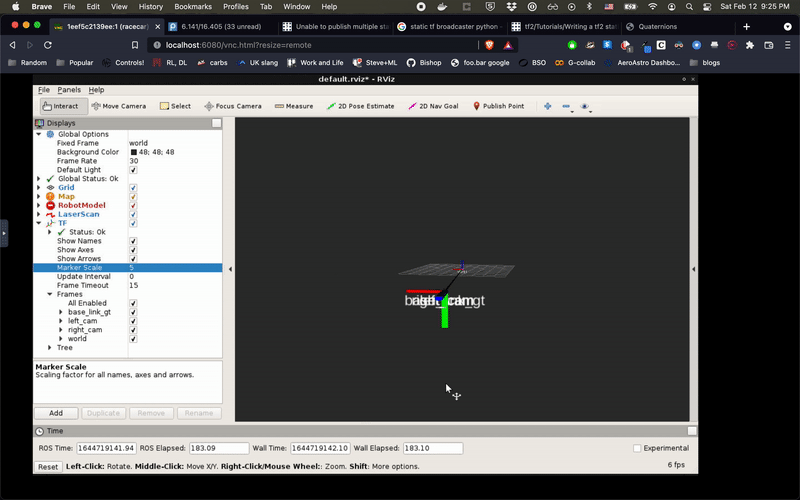 Brave File Edit View History Bookmarks Profiles Tab Window Help Sat Feb 12 9:25 PM
1eef5c2139ee:1 (racecar) 6.141/16.405 (33 unread) Unable to publish multiple sta static tf broadcaster python - tf2/Tutorials/Writing a tf2 stat Quaternions
localhost:6080/vnc.html?resize=remote
Random Popular Controls! RL, DL carbs UK slang Work and Life Steve+ML Bishop foo.bar google BSO G-collab AeroAstro Dashbo... blogs
default.rviz* - RViz
File Panels Help
Interact Move Camera Select Focus Camera Measure 2D Pose Estimate 2D Nav Goal Publish Point
Displays
Global Options
Fixed Frame world
Background Color 48; 48; 48
Frame Rate 30
Default Light
Global Status: Ok
Grid
Map
RobotModel
LaserScan
TF
Status: Ok
Show Names
Show Axes
Show Arrows
Marker Scale 5
Update Interval 0
Frame Timeout 15
Frames
All Enabled
base_link_gt
left_cam
right_cam
world
Tree
Marker Scale
Scaling factor for all names, axes and arrows.
Add Duplicate Remove Rename
Time
ROS Time: 1644719141.94 ROS Elapsed: 183.09 Wall Time: 1644719142.10 Wall Elapsed: 183.10 Experimental
Reset Left-Click: Rotate. Middle-Click: Move X/Y. Right-Click/Mouse Wheel:: Zoom. Shift: More options. 6 fps